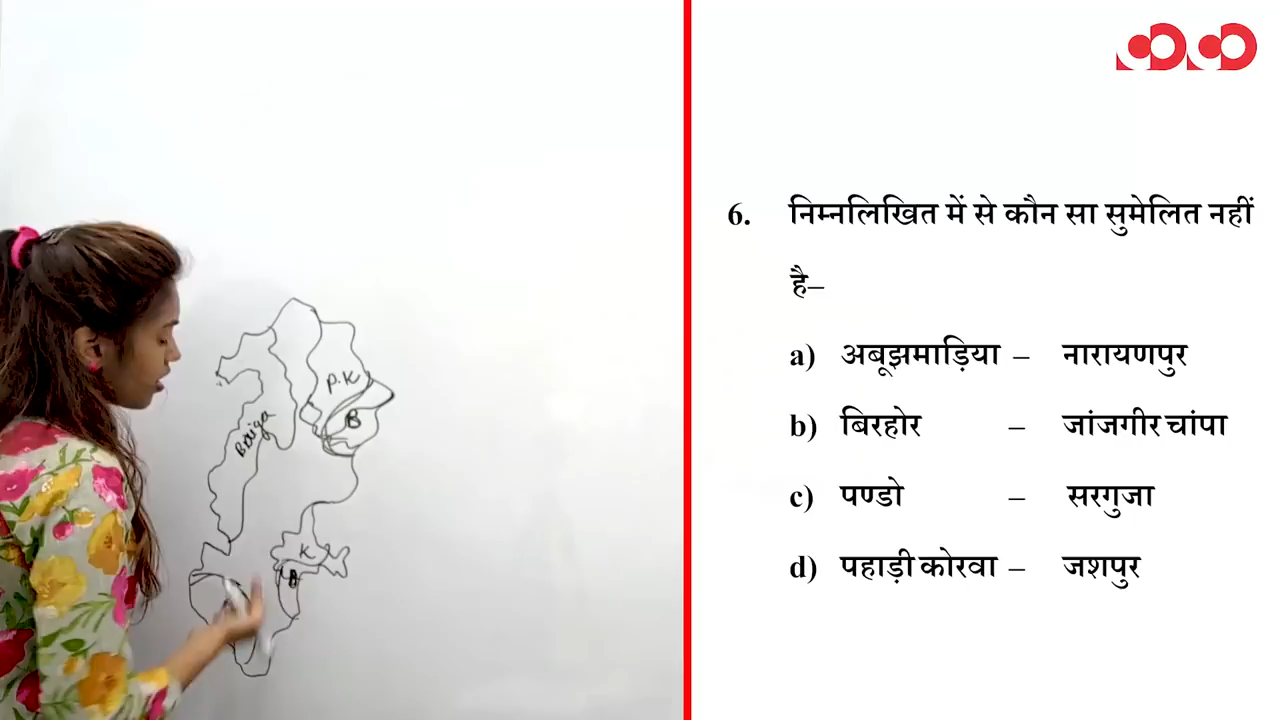 6. निम्नलिखित में से कौन सा सुमेलित नहीं
है–
a) अबूझमाड़िया – नारायणपुर
b) बिरहोर – जांजगीर चांपा
c) पण्डो – सरगुजा
d) पहाड़ी कोरवा – जशपुर
P.K
B
Baiga
K